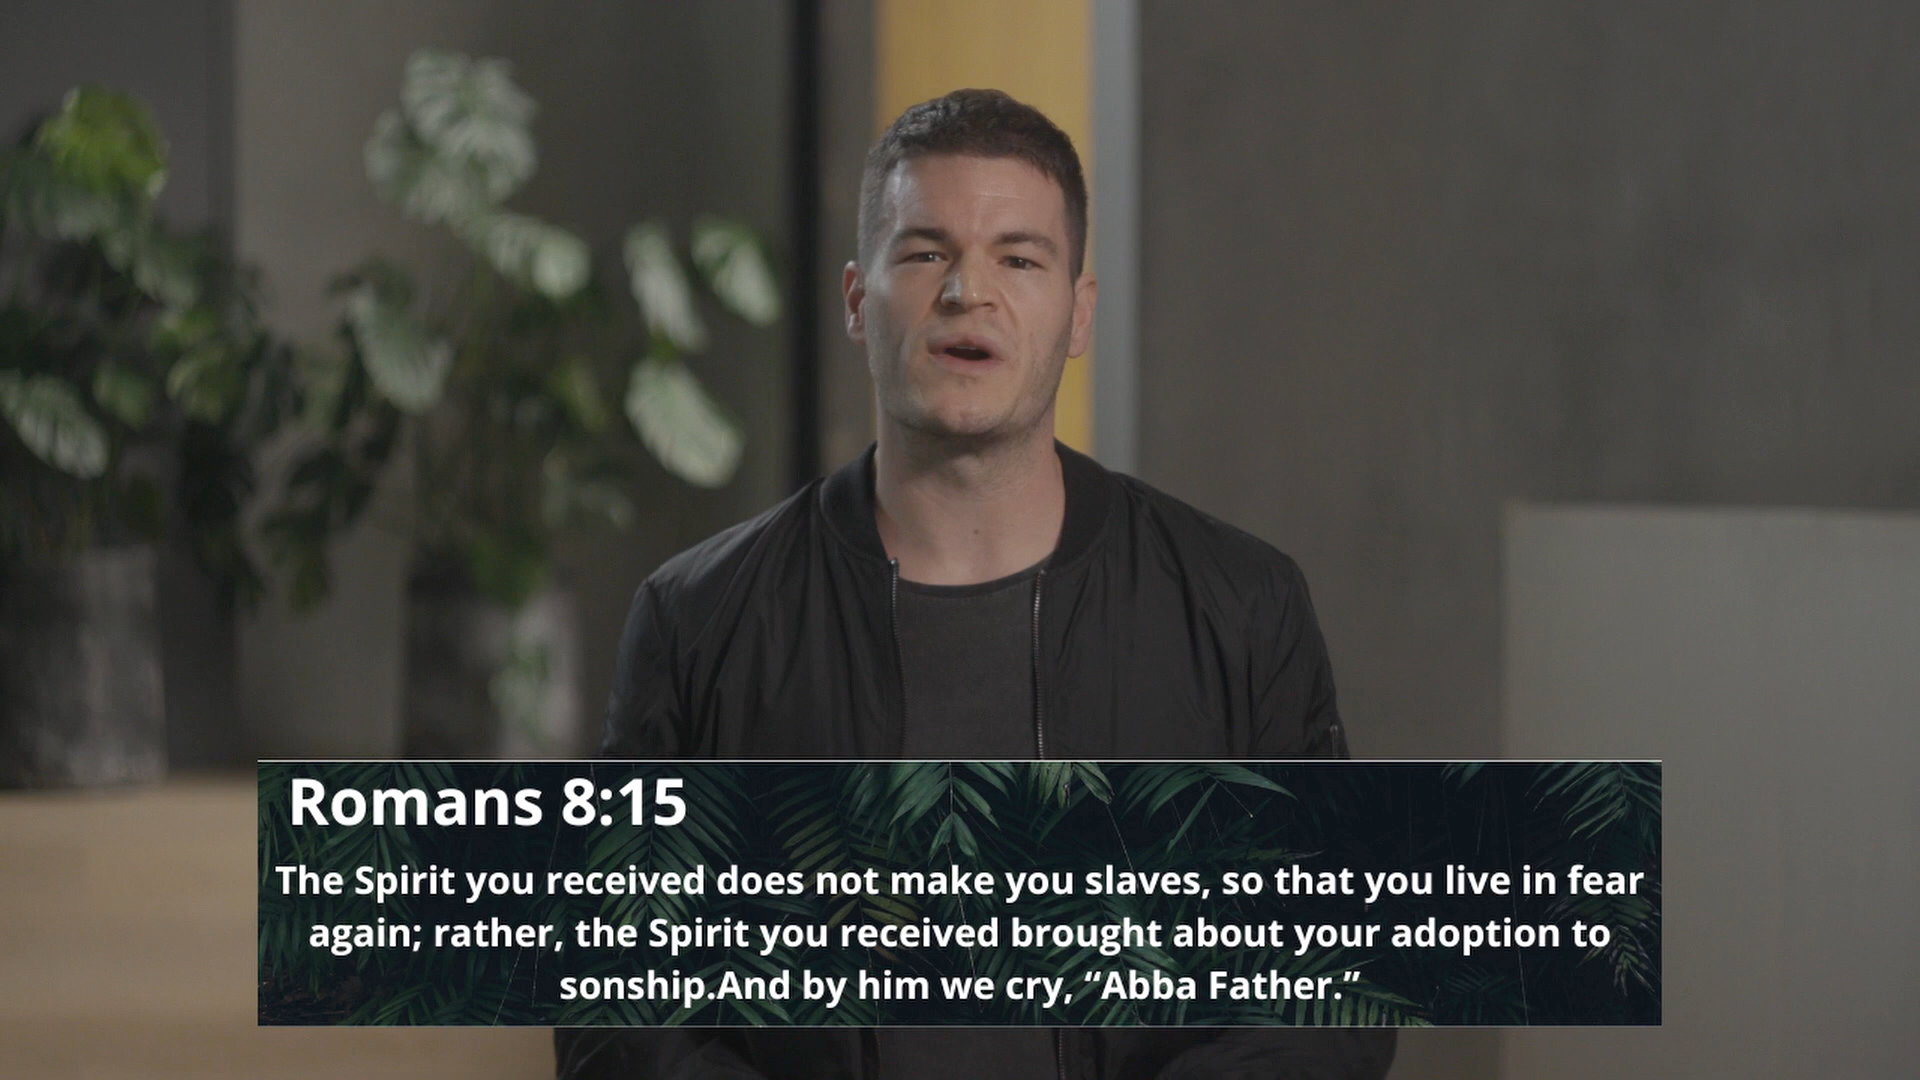 Romans 8:15
The Spirit you received does not make you slaves, so that you live in fear
again; rather, the Spirit you received brought about your adoption to
sonship.And by him we cry, “Abba Father.”